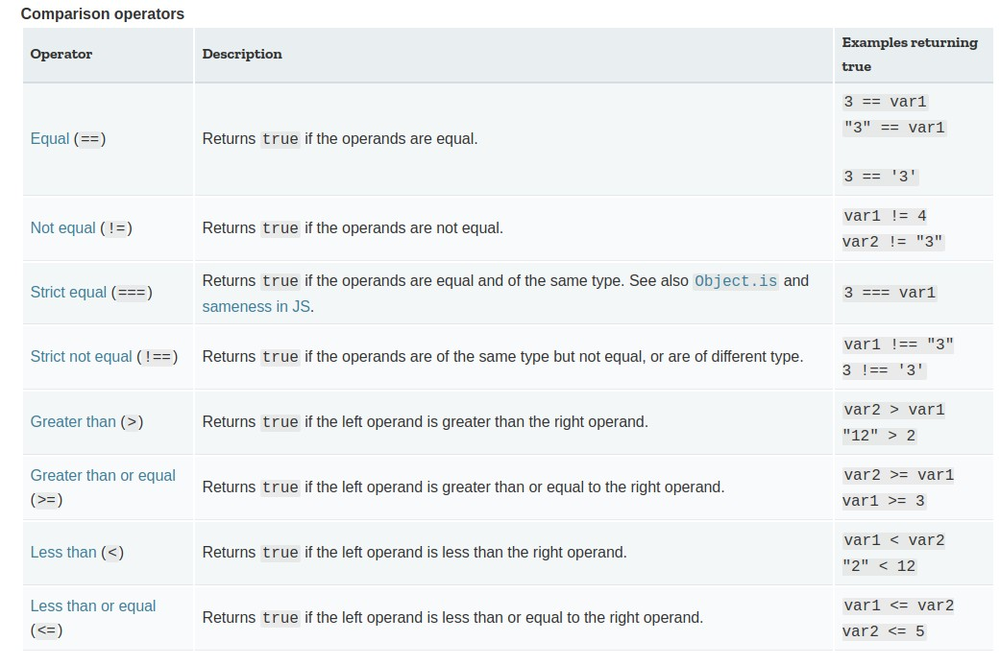 Comparison operators
Operator
Description
Examples returning
true
Equal (==)
Returns true if the operands are equal.
3 == var1
"3" == var1
3 == '3'
Not equal (!=)
Returns true if the operands are not equal.
var1 != 4
var2 != "3"
Strict equal (===)
Returns true if the operands are equal and of the same type. See also Object.is and
sameness in JS.
3 === var1
Strict not equal (!==)
Returns true if the operands are of the same type but not equal, or are of different type.
var1 !== "3"
3 !== '3'
Greater than (>)
Returns true if the left operand is greater than the right operand.
var2 > var1
"12" > 2
Greater than or equal
(>=)
Returns true if the left operand is greater than or equal to the right operand.
var2 >= var1
var1 >= 3
Less than (<)
Returns true if the left operand is less than the right operand.
var1 < var2
"2" < 12
Less than or equal
(<=)
Returns true if the left operand is less than or equal to the right operand.
var1 <= var2
var2 <= 5